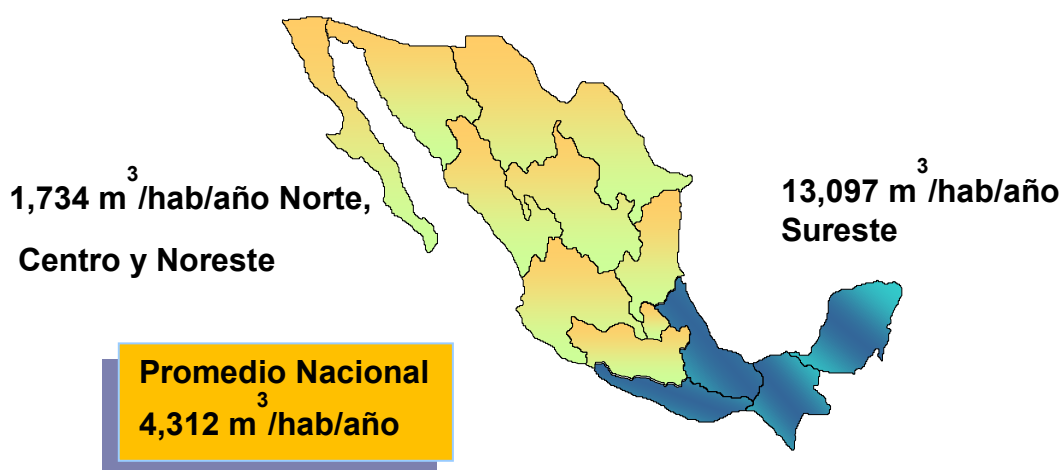 1,734 m³/hab/año Norte,
Centro y Noreste
13,097 m³/hab/año
Sureste
Promedio Nacional
4,312 m³/hab/año